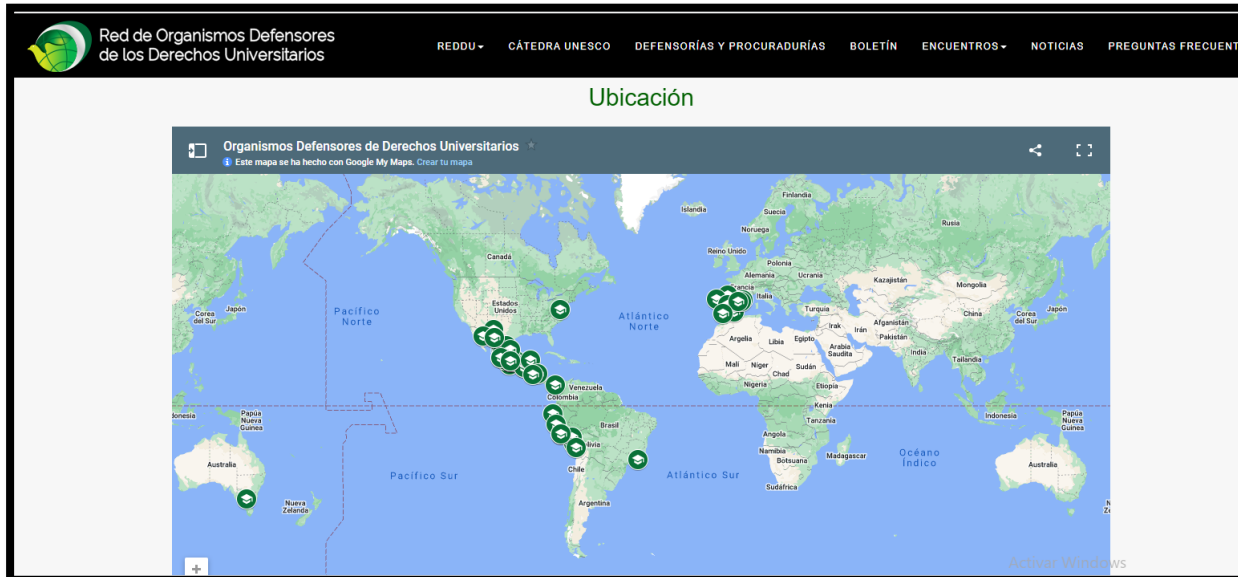 Red de Organismos Defensores
de los Derechos Universitarios
REDDU CÁTEDRA UNESCO DEFENSORÍAS Y PROCURADURÍAS BOLETÍN ENCUENTROS NOTICIAS PREGUNTAS FRECUENT
Ubicación
Organismos Defensores de Derechos Universitarios
Este mapa se ha hecho con Google My Maps. Crear tu mapa
Finlandia
Islandia
Suecia
Rusia
Noruega
Canadá
Reino Unido
Polonia
Alemania
Ucrania
Kazajistán
Mongolia
Francia
Italia
Estados
Unidos
Japón
Corea
del Sur
Pacífico
Norte
Atlántico
Norte
Turquía
China
Corea
del Sur
Japón
Irak
Irán
Afganistán
Pakistán
Argelia
Libia
Egipto
Arabia
Saudita
India
Tailandia
Malí
Níger
Chad
Sudán
Nigeria
Etiopía
Venezuela
Colombia
Kenia
Indonesia
Papúa
Nueva
Guinea
Tanzania
Brasil
Angola
Namibia
Botsuana
Madagascar
Océano
Índico
Indonesia
Papúa
Nueva
Guinea
Australia
Pacífico Sur
Chile
Atlántico Sur
Sudáfrica
Australia
Nueva
Zelanda
Argentina
+
Activar Windows